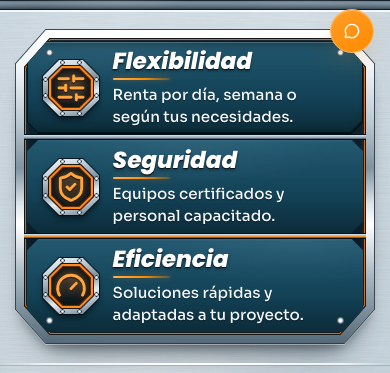 Flexibilidad
Renta por día, semana o
según tus necesidades.
Seguridad
Equipos certificados y
personal capacitado.
Eficiencia
Soluciones rápidas y
adaptadas a tu proyecto.